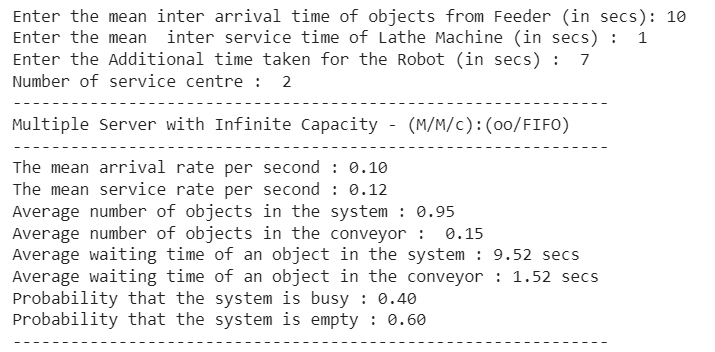 Enter the mean inter arrival time of objects from Feeder (in secs): 10
Enter the mean  inter service time of Lathe Machine (in secs) :  1
Enter the Additional time taken for the Robot (in secs) :  7
Number of service centre :  2
----------------------------------------------------------------
Multiple Server with Infinite Capacity - (M/M/c):(oo/FIFO)
----------------------------------------------------------------
The mean arrival rate per second : 0.10
The mean service rate per second : 0.12
Average number of objects in the system : 0.95
Average number of objects in the conveyor :  0.15
Average waiting time of an object in the system : 9.52 secs
Average waiting time of an object in the conveyor : 1.52 secs
Probability that the system is busy : 0.40
Probability that the system is empty : 0.60
----------------------------------------------------------------